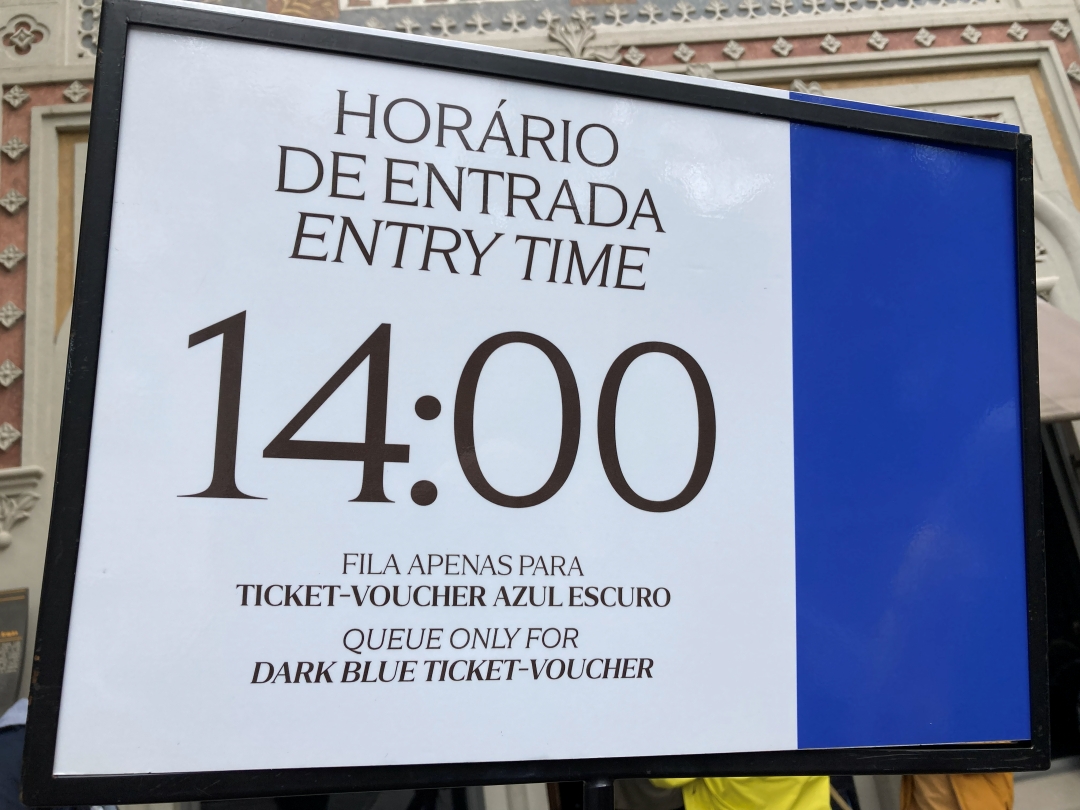 HORÁRIO
DE ENTRADA
ENTRY TIME
14:00
FILA APENAS PARA
TICKET-VOUCHER AZUL ESCURO
QUEUE ONLY FOR
DARK BLUE TICKET-VOUCHER